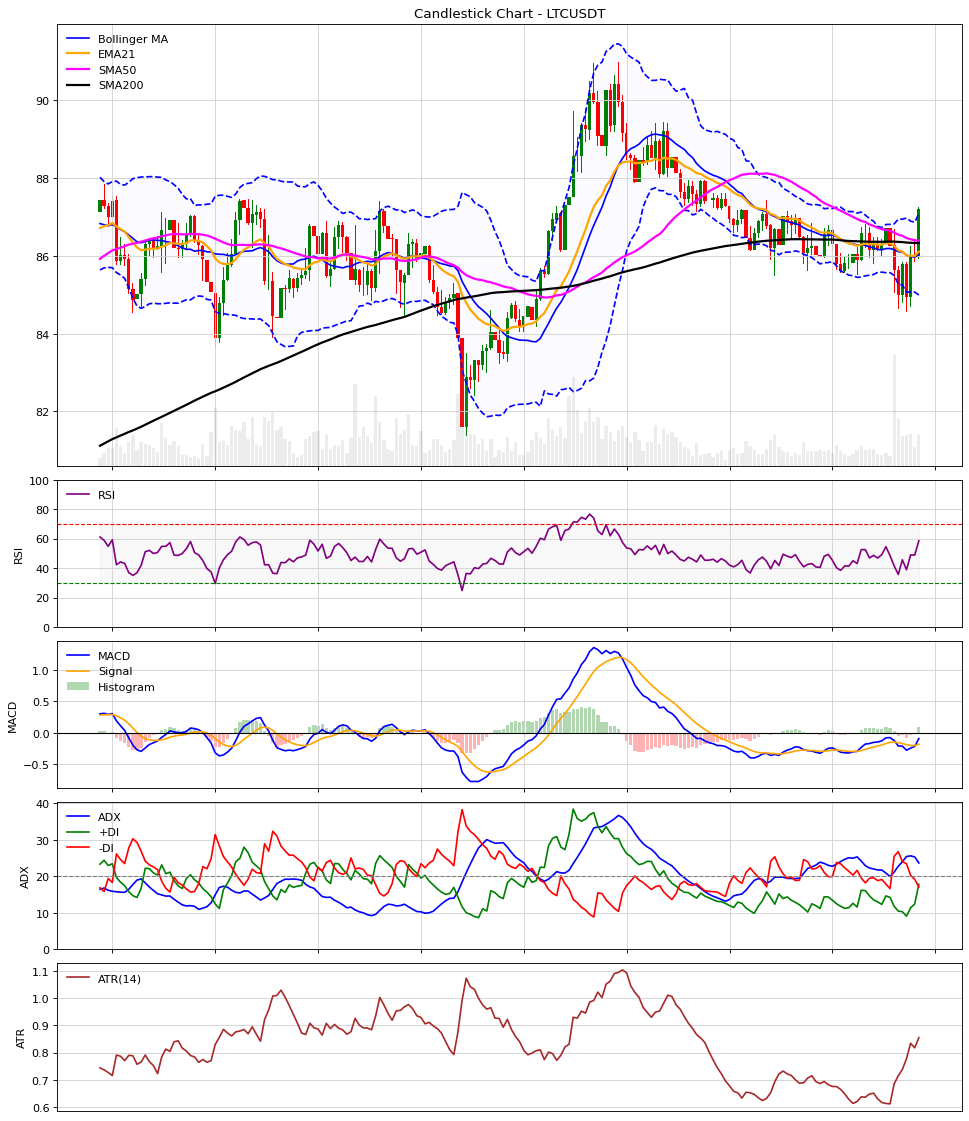 Candlestick Chart - LTCUSDT
Bollinger MA
EMA21
SMA50
SMA200
90
88
86
84
82
RSI
RSI
100
80
60
40
20
0
MACD
MACD
Signal
Histogram
1.0
0.5
0.0
−0.5
ADX
ADX
+DI
-DI
40
30
20
10
0
ATR
ATR(14)
1.1
1.0
0.9
0.8
0.7
0.6